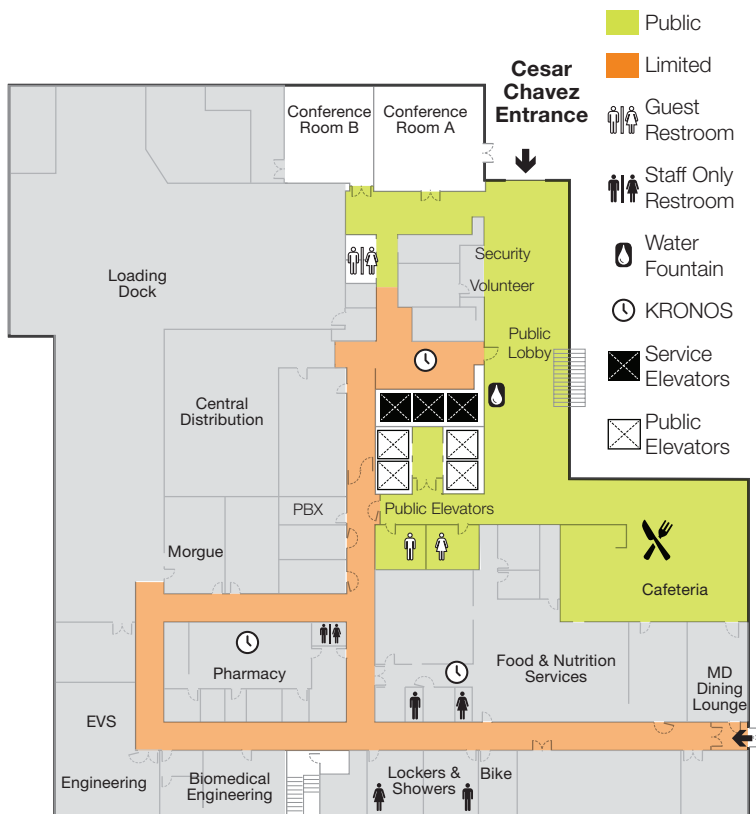 Public
Limited
Cesar
Chavez
Entrance
Guest
Restroom
Staff Only
Restroom
Water
Fountain
KRONOS
Service
Elevators
Public
Elevators
Conference
Room B
Conference
Room A
Security
Volunteer
Loading
Dock
Public
Lobby
Central
Distribution
PBX
Public Elevators
Morgue
Cafeteria
Pharmacy
Food & Nutrition
Services
MD
Dining
Lounge
EVS
Engineering
Biomedical
Engineering
Lockers &
Showers
Bike